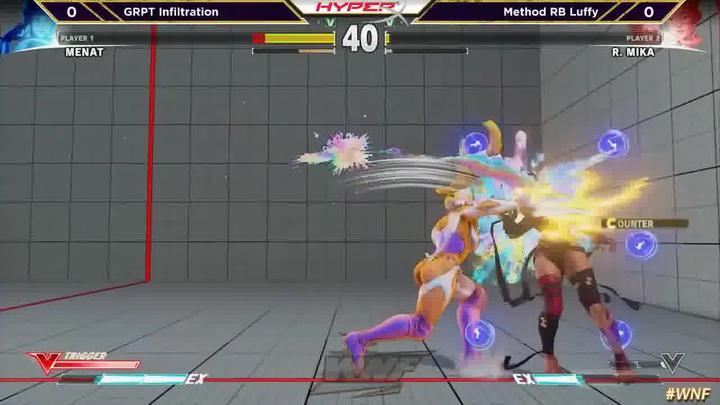 0 GRPT Infiltration HYPER Method RB Luffy 0
PLAYER 1 40 PLAYER 2
MENAT R. MIKA
COUNTER
V TRIGGER V
EX EX
#WNF